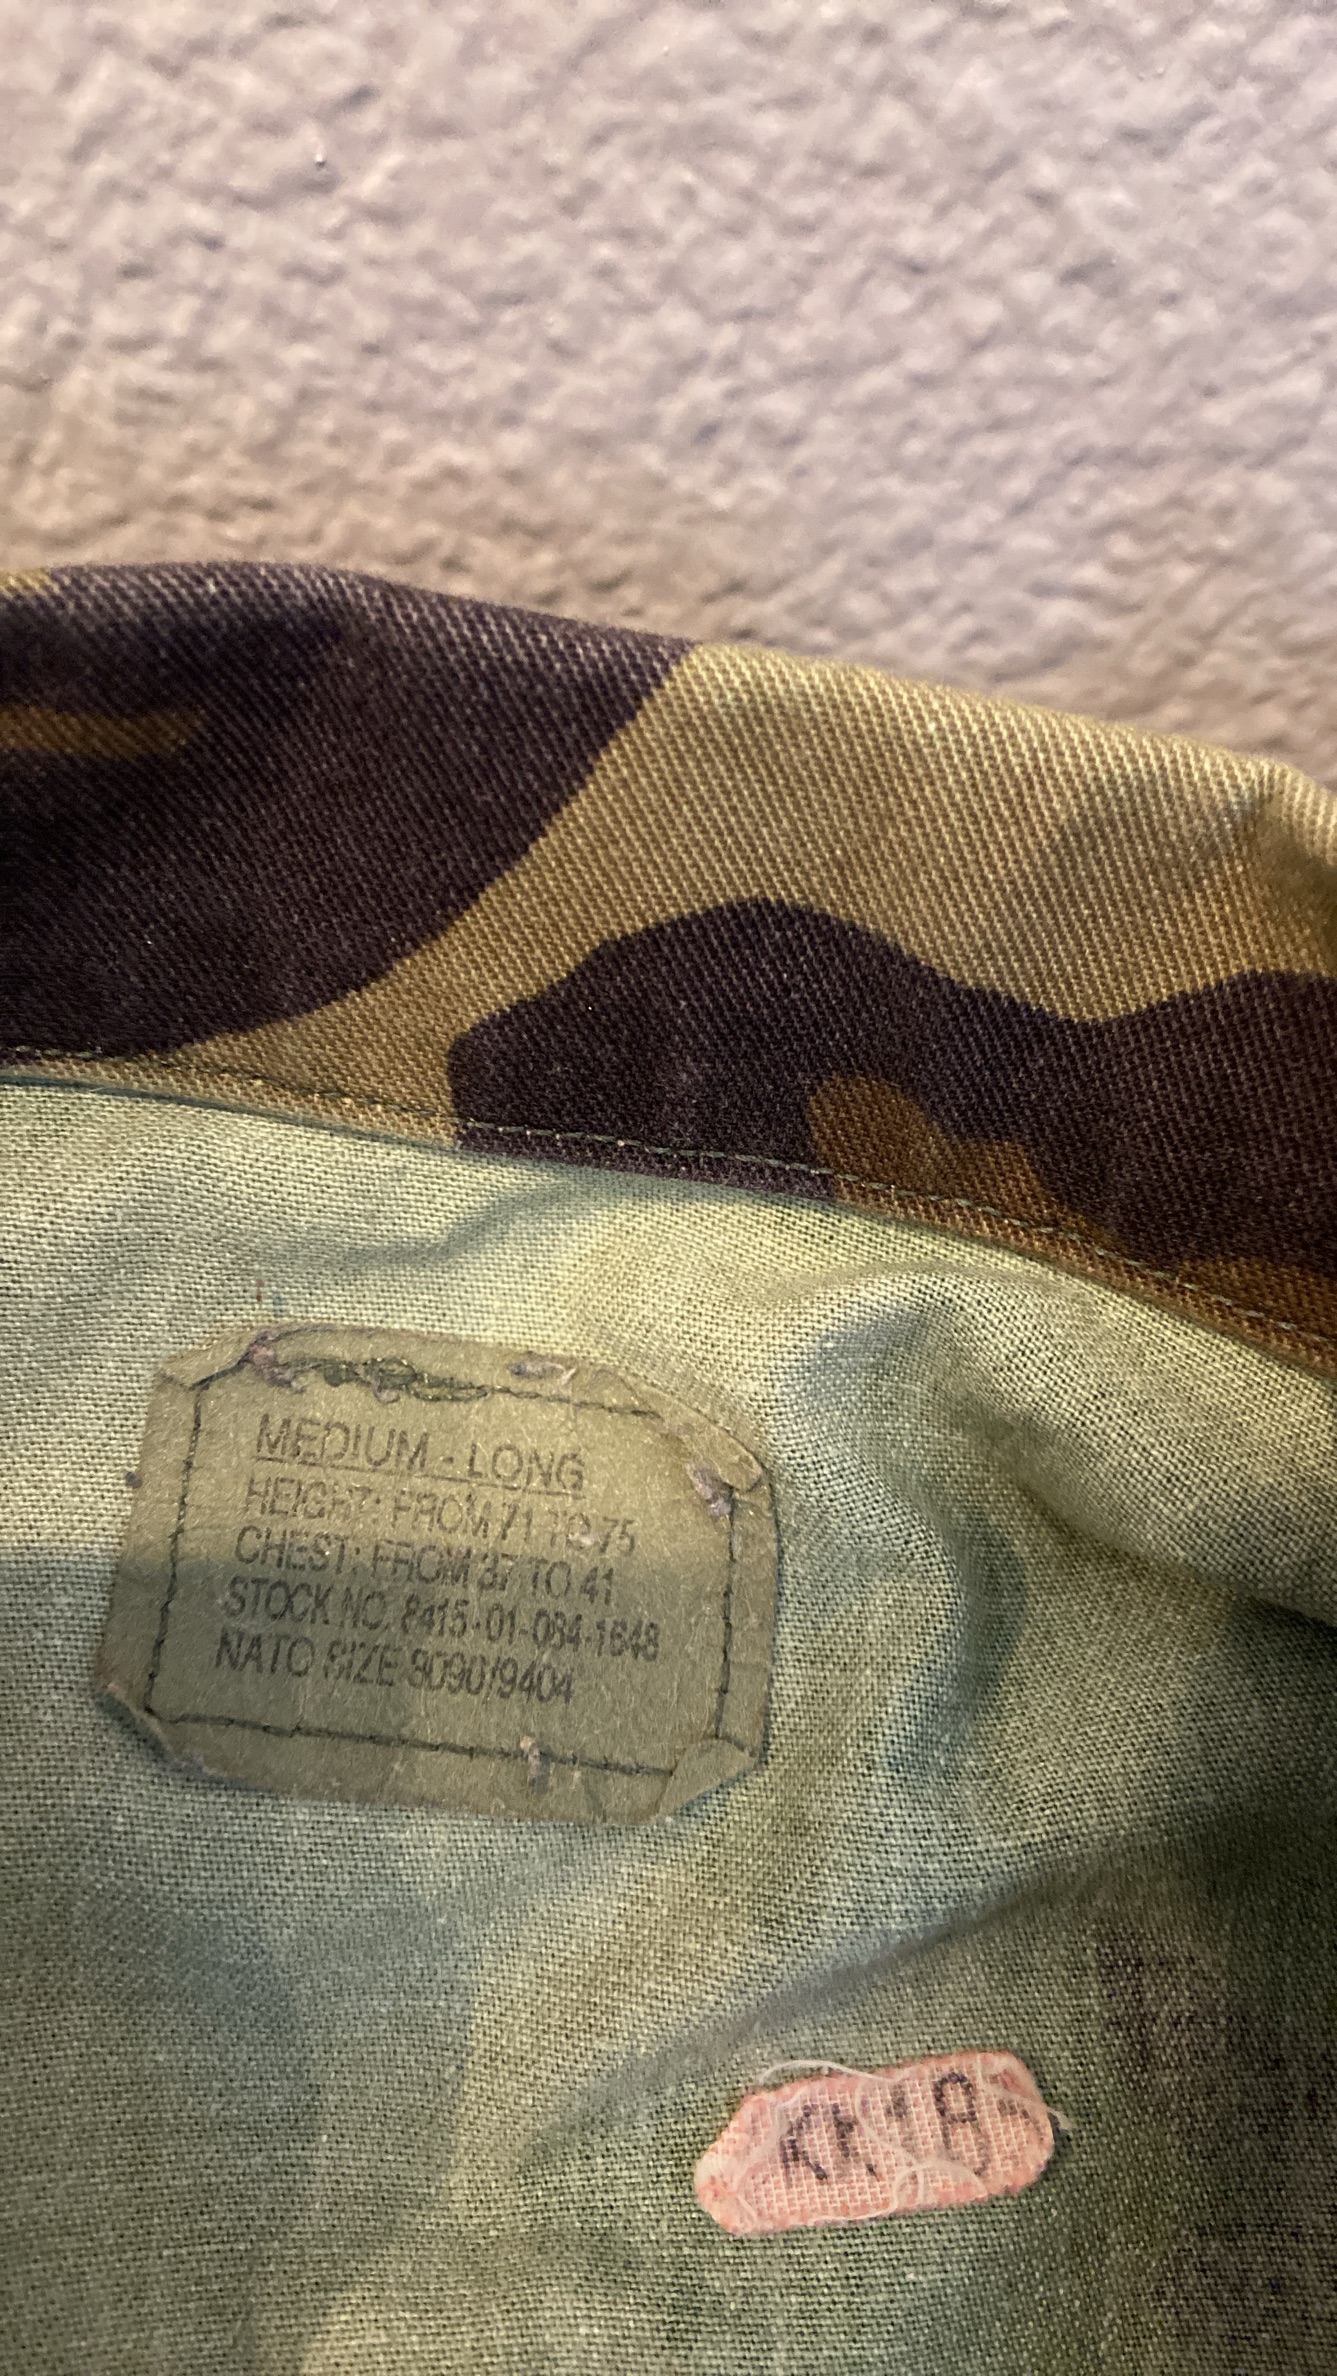 MEDIUM - LONG
HEIGHT: FROM 71 TO 75
CHEST: FROM 37 TO 41
STOCK NO. 8415-01-084-1648
NATO SIZE 9090/9404